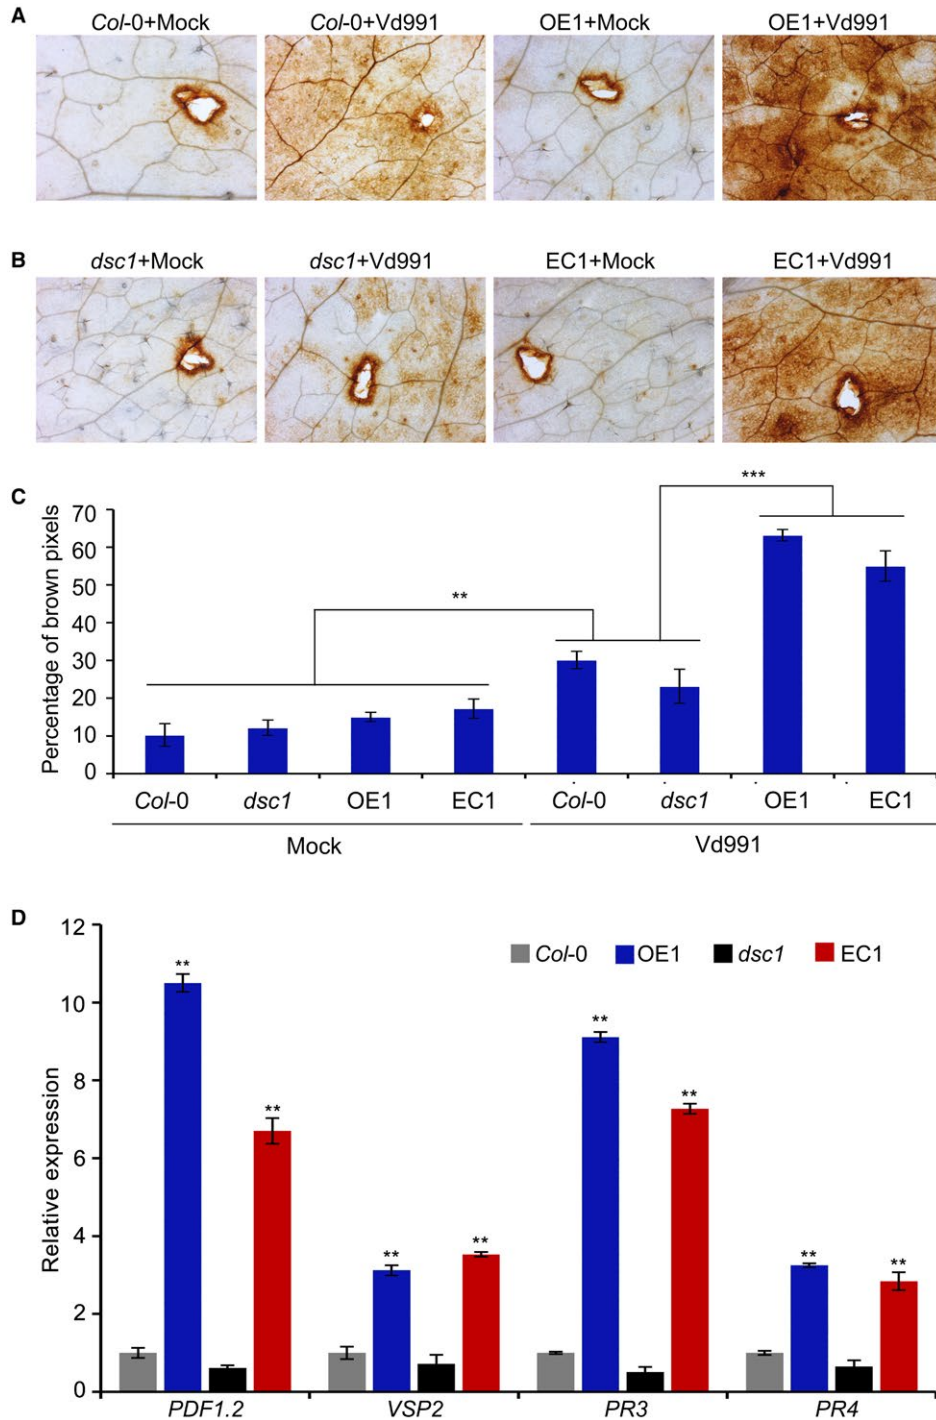 A
Col-0+Mock Col-0+Vd991 OE1+Mock OE1+Vd991
B
dsc1+Mock dsc1+Vd991 EC1+Mock EC1+Vd991
C
Percentage of brown pixels
70
60
50
40
30
20
10
0
**
***
Col-0 dsc1 OE1 EC1 Col-0 dsc1 OE1 EC1
Mock Vd991
D
Relative expression
12
10
8
6
4
2
0
Col-0 OE1 dsc1 EC1
** ** ** ** ** ** ** **
PDF1.2 VSP2 PR3 PR4